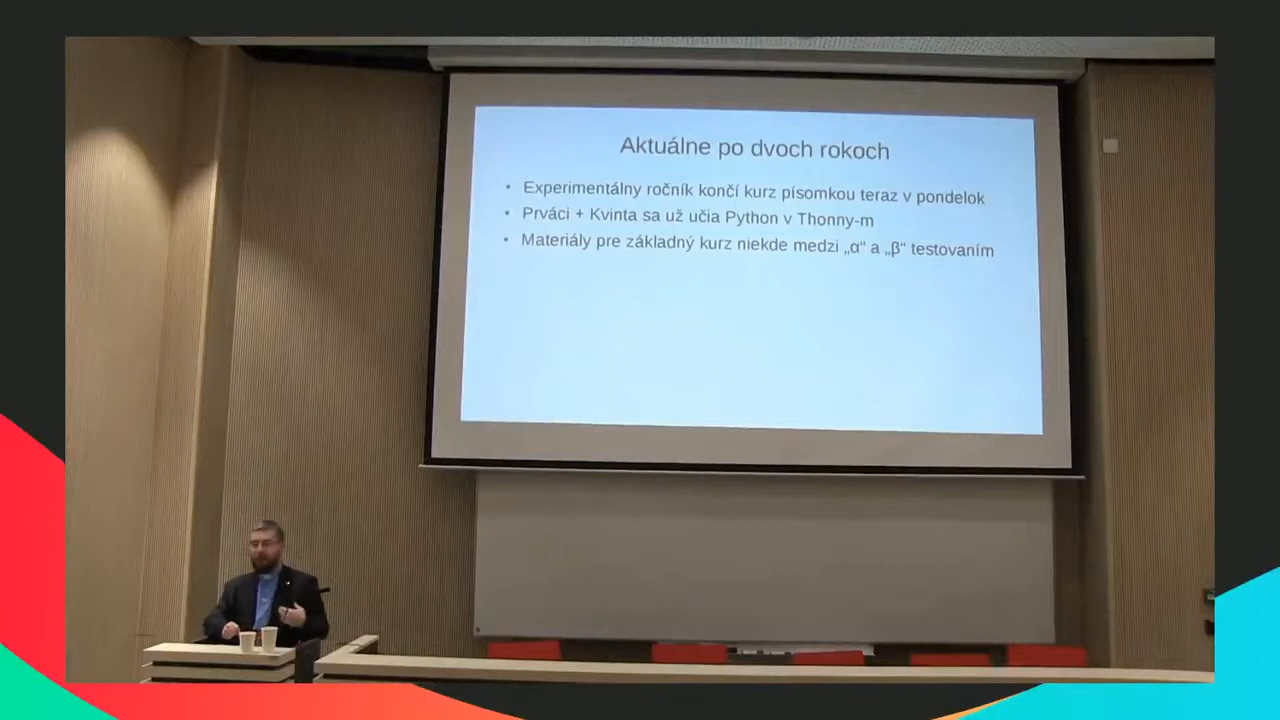 Aktuálne po dvoch rokoch
• Experimentálny ročník končí kurz písomkou teraz v pondelok
• Prváci + Kvinta sa už učia Python v Thonny-m
• Materiály pre základný kurz niekde medzi „α“ a „β“ testovaním